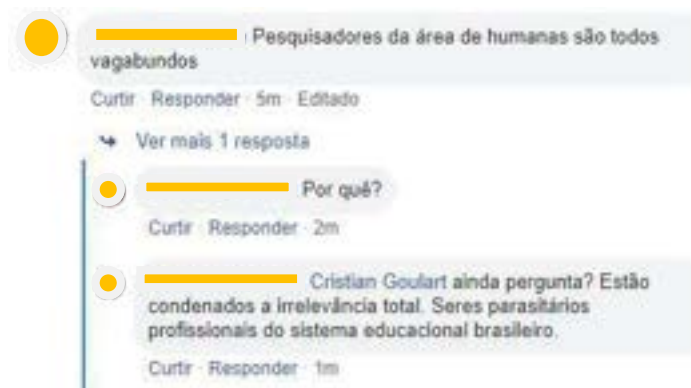 Pesquisadores da área de humanas são todos
vagabundos
Curtir · Responder · 5m · Editado
Ver mais 1 resposta
Por quê?
Curtir · Responder · 2m
Cristian Goulart ainda pergunta? Estão
condenados a irrelevância total. Seres parasitários
profissionais do sistema educacional brasileiro.
Curtir · Responder · 1m